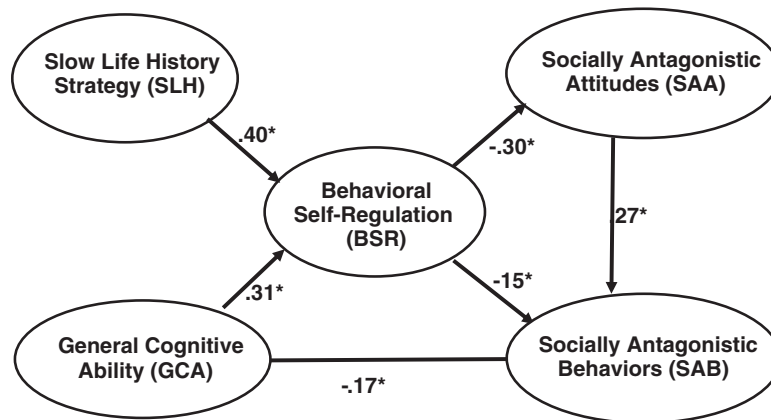 Slow Life History
Strategy (SLH)
Socially Antagonistic
Attitudes (SAA)
.40*
-.30*
Behavioral
Self-Regulation
(BSR)
.27*
.31*
-15*
General Cognitive
Ability (GCA)
Socially Antagonistic
Behaviors (SAB)
-.17*